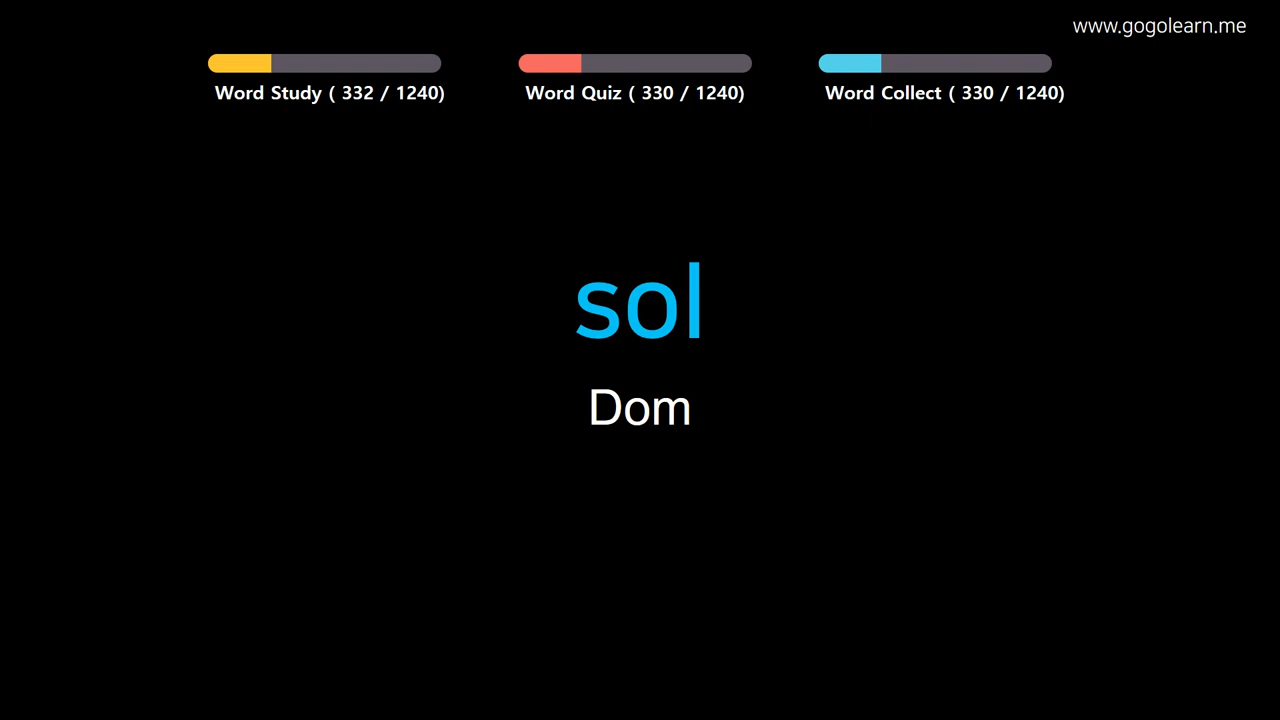 www.gogolearn.me
Word Study ( 332 / 1240)
Word Quiz ( 330 / 1240)
Word Collect ( 330 / 1240)
sol
Dom